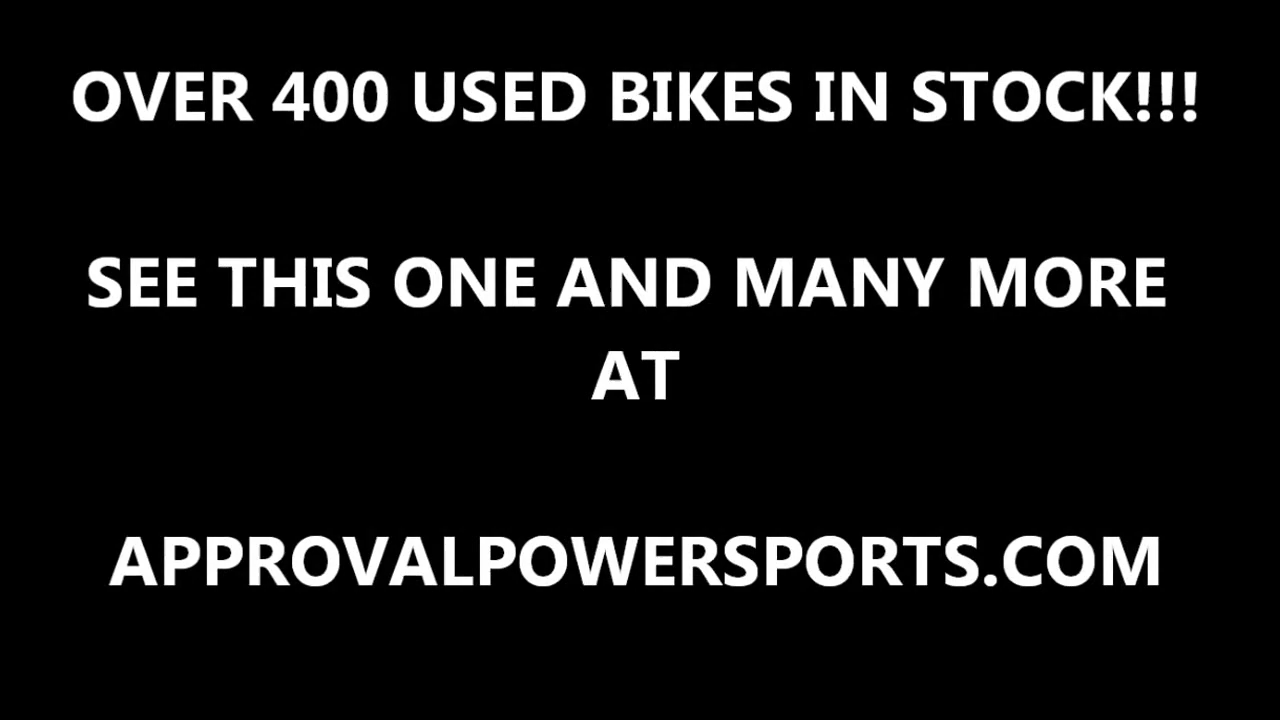 OVER 400 USED BIKES IN STOCK!!!
SEE THIS ONE AND MANY MORE
AT
APPROVALPOWERSPORTS.COM